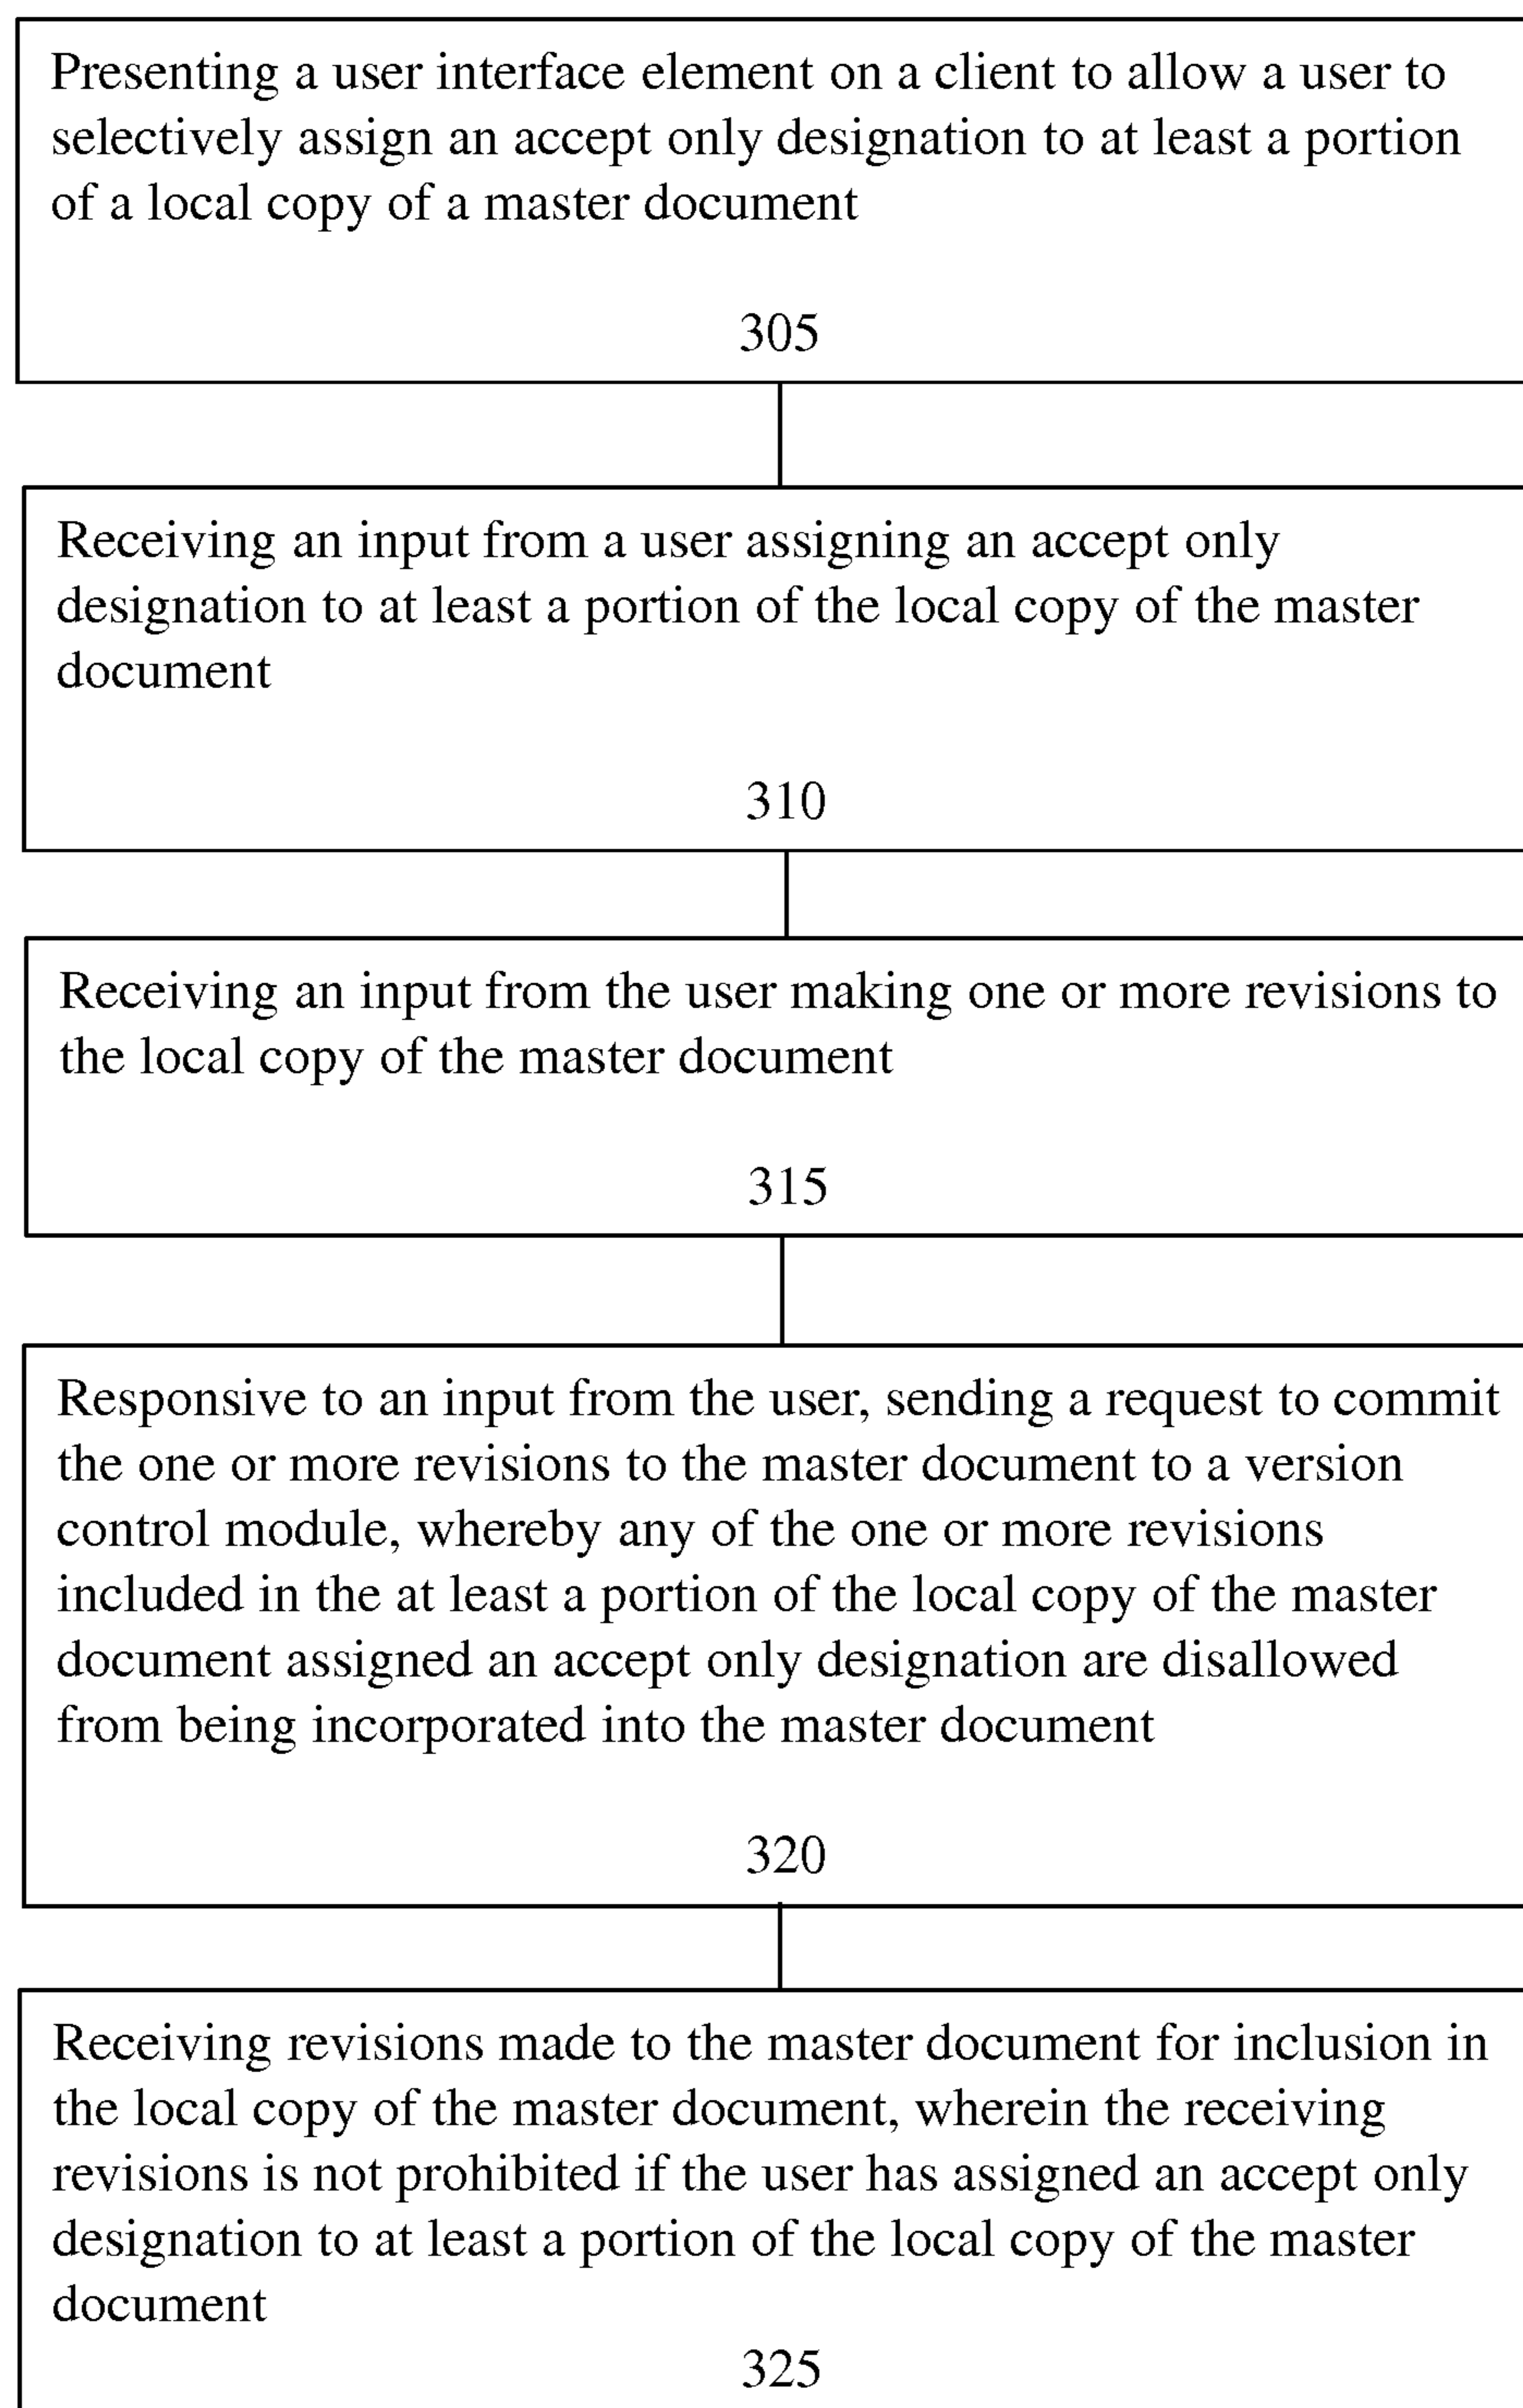 Presenting a user interface element on a client to allow a user to
selectively assign an accept only designation to at least a portion
of a local copy of a master document
305
Receiving an input from a user assigning an accept only
designation to at least a portion of the local copy of the master
document
310
Receiving an input from the user making one or more revisions to
the local copy of the master document
315
Responsive to an input from the user, sending a request to commit
the one or more revisions to the master document to a version
control module, whereby any of the one or more revisions
included in the at least a portion of the local copy of the master
document assigned an accept only designation are disallowed
from being incorporated into the master document
320
Receiving revisions made to the master document for inclusion in
the local copy of the master document, wherein the receiving
revisions is not prohibited if the user has assigned an accept only
designation to at least a portion of the local copy of the master
document
325